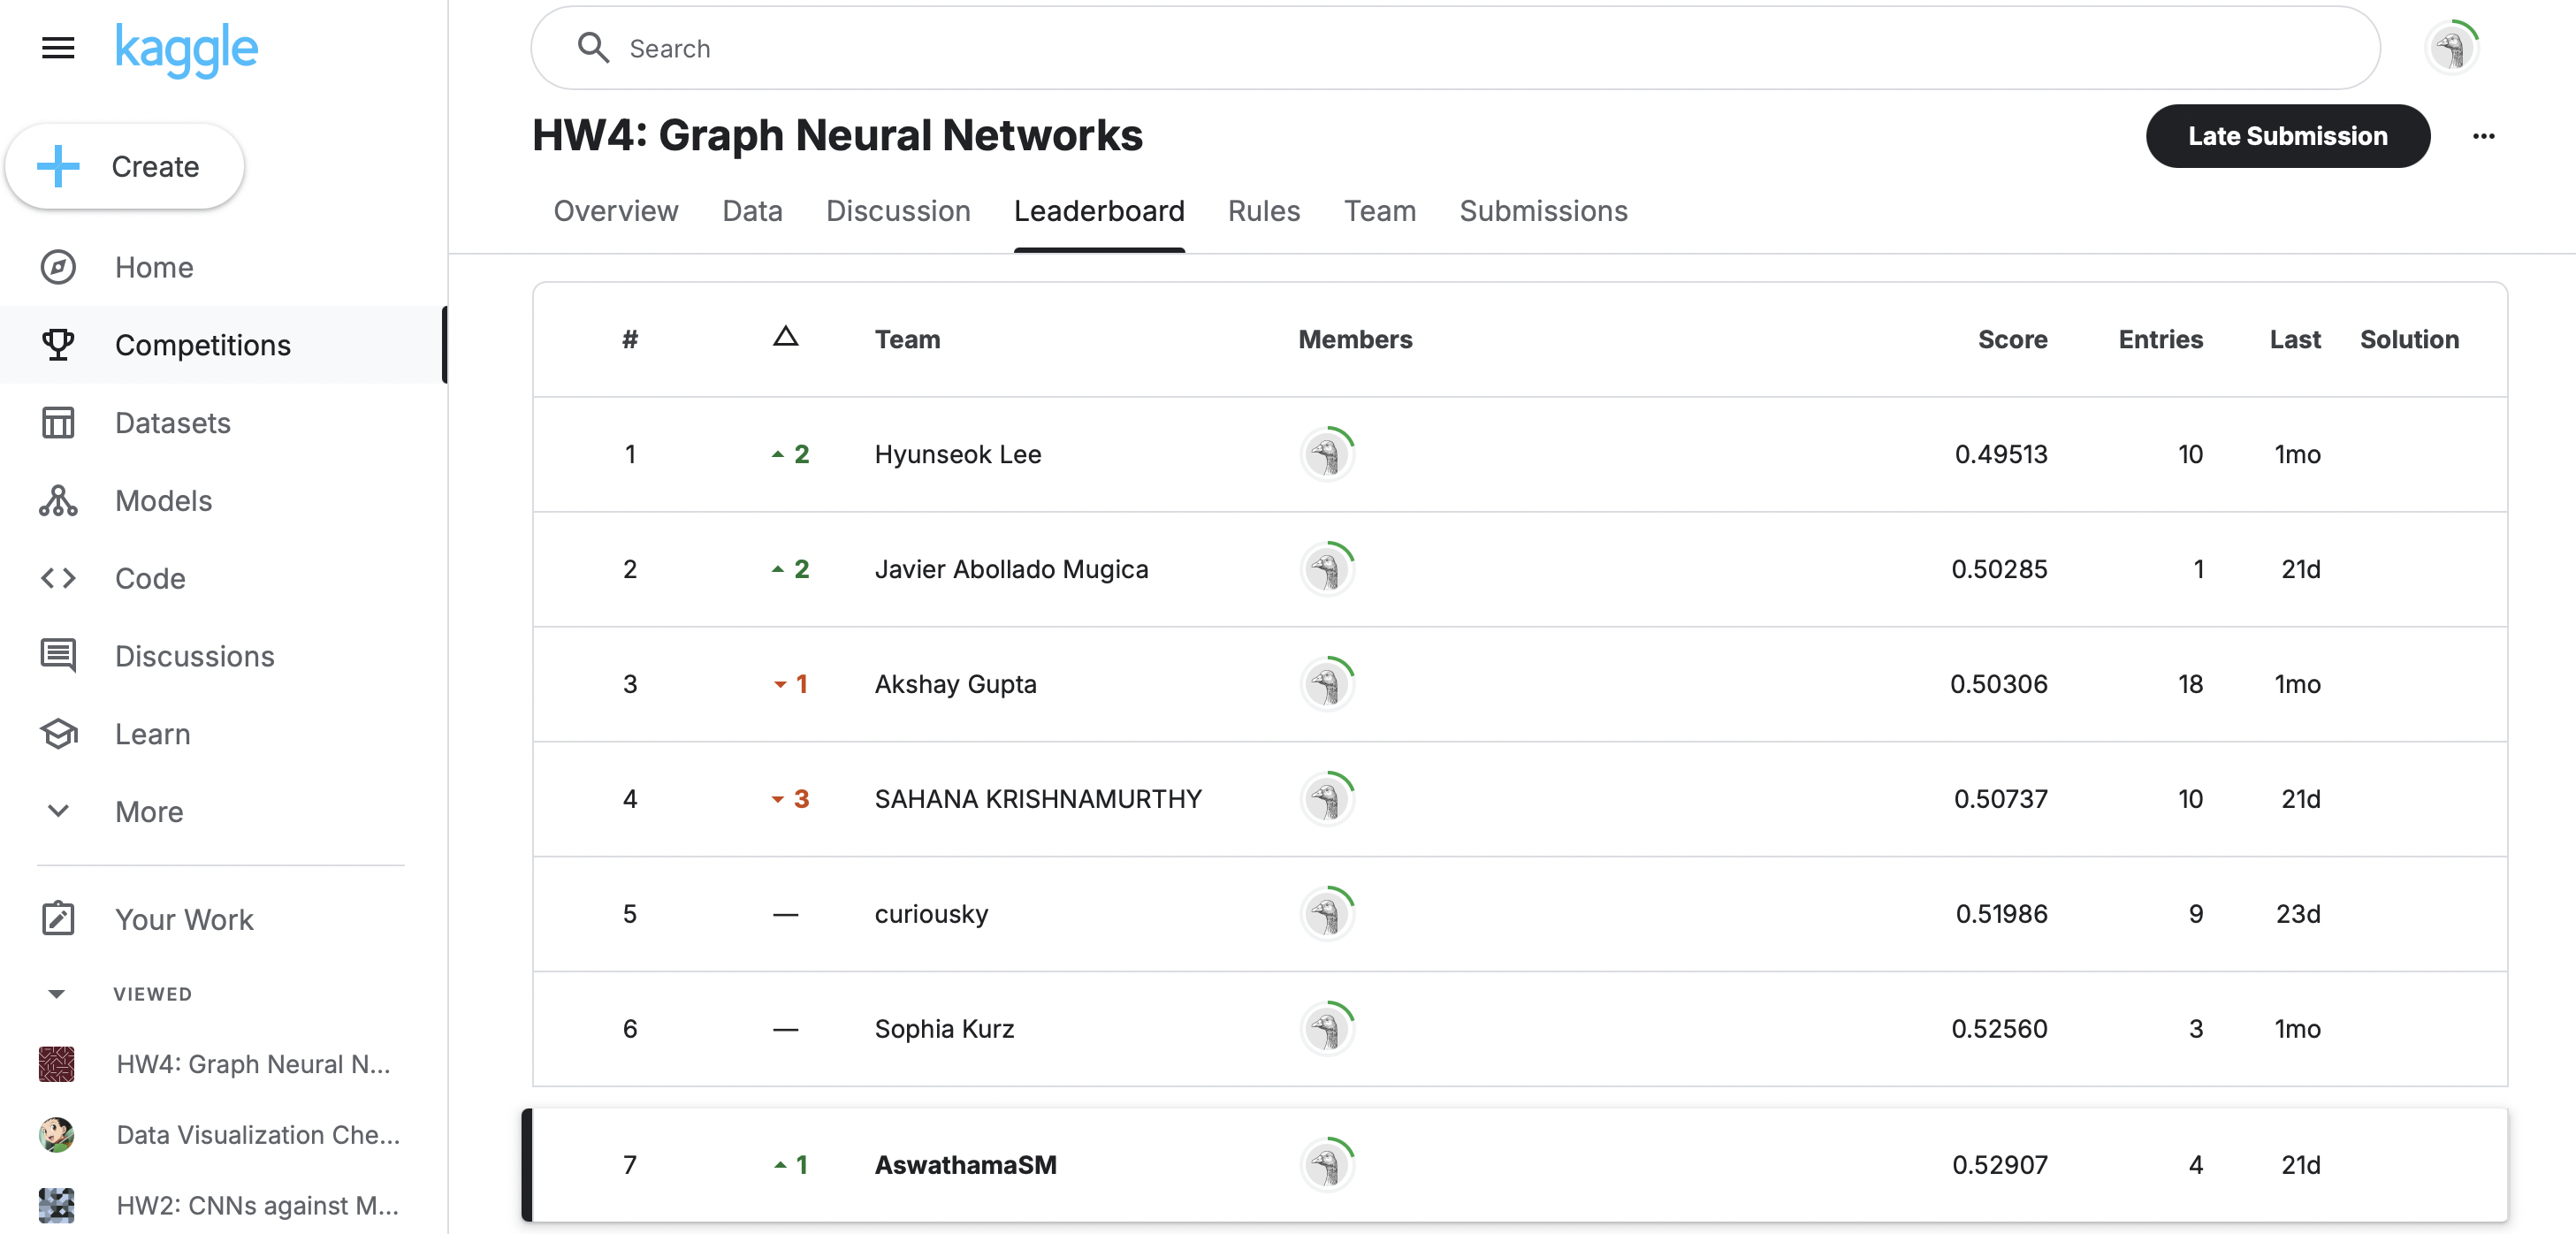 kaggle
Search
Create
Home
Competitions
Datasets
Models
Code
Discussions
Learn
More
Your Work
VIEWED
HW4: Graph Neural N...
Data Visualization Che...
HW2: CNNs against M...
HW4: Graph Neural Networks
Late Submission
Overview Data Discussion Leaderboard Rules Team Submissions
# △ Team Members Score Entries Last Solution
1 2 Hyunseok Lee 0.49513 10 1mo
2 2 Javier Abollado Mugica 0.50285 1 21d
3 1 Akshay Gupta 0.50306 18 1mo
4 3 SAHANA KRISHNAMURTHY 0.50737 10 21d
5 — curiousky 0.51986 9 23d
6 — Sophia Kurz 0.52560 3 1mo
7 1 AswathamaSM 0.52907 4 21d